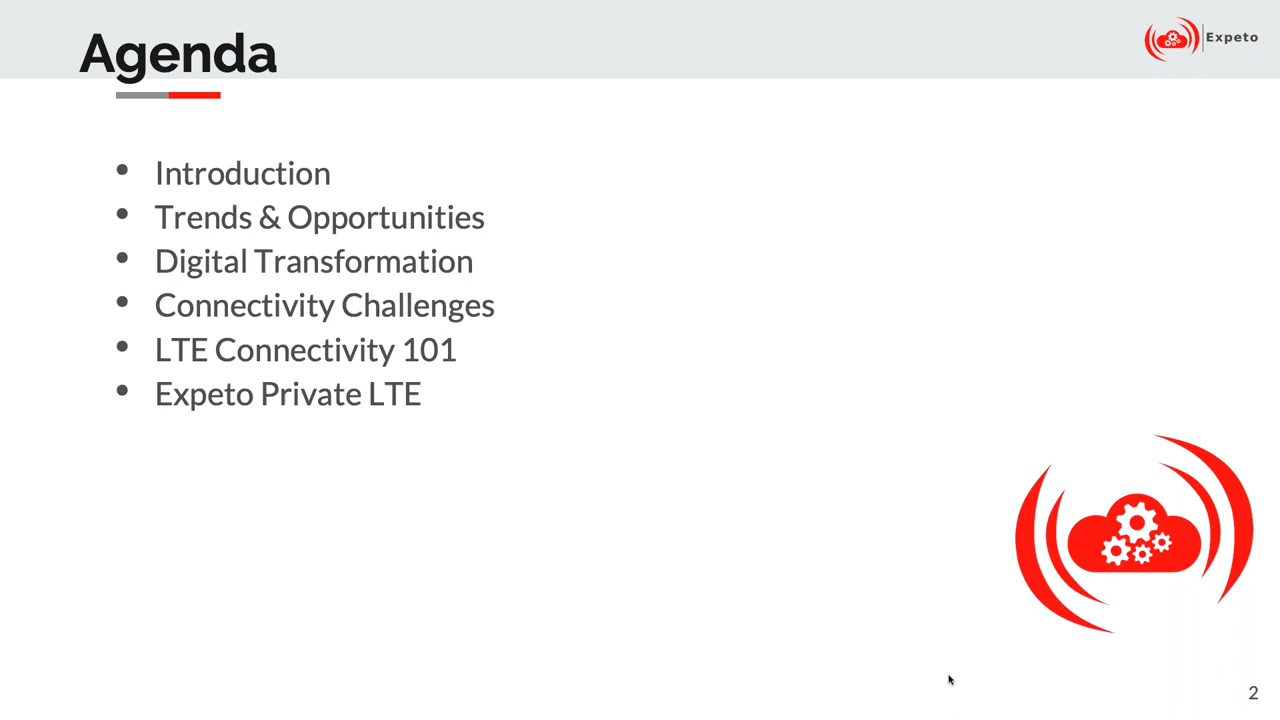 Agenda
Expeto
• Introduction
• Trends & Opportunities
• Digital Transformation
• Connectivity Challenges
• LTE Connectivity 101
• Expeto Private LTE
2